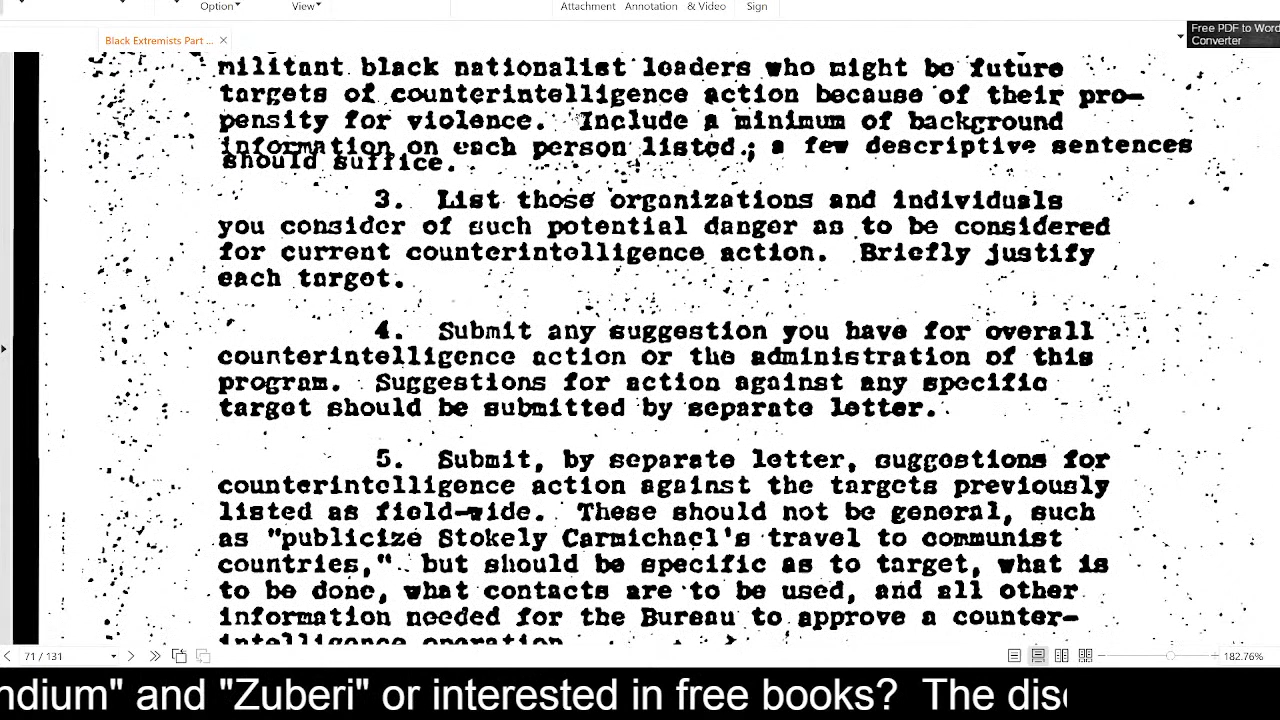 Option View Attachment Annotation & Video Sign
Black Extremists Part ...
Free PDF to Word
Converter
militant black nationalist leaders who might be future
targets of counterintelligence action because of their pro-
pensity for violence. Include a minimum of background
information on each person listed; a few descriptive sentences
should suffice.
3. List those organizations and individuals
you consider of such potential danger as to be considered
for current counterintelligence action. Briefly justify
each target.
4. Submit any suggestion you have for overall
counterintelligence action or the administration of this
program. Suggestions for action against any specific
target should be submitted by separate letter.
5. Submit, by separate letter, suggestions for
counterintelligence action against the targets previously
listed as field-wide. These should not be general, such
as "publicize Stokely Carmichael's travel to communist
countries," but should be specific as to target, what is
to be done, what contacts are to be used, and all other
information needed for the Bureau to approve a counter-
intelligence operation
71 / 131 182.76%
ndium" and "Zuberi" or interested in free books? The disc